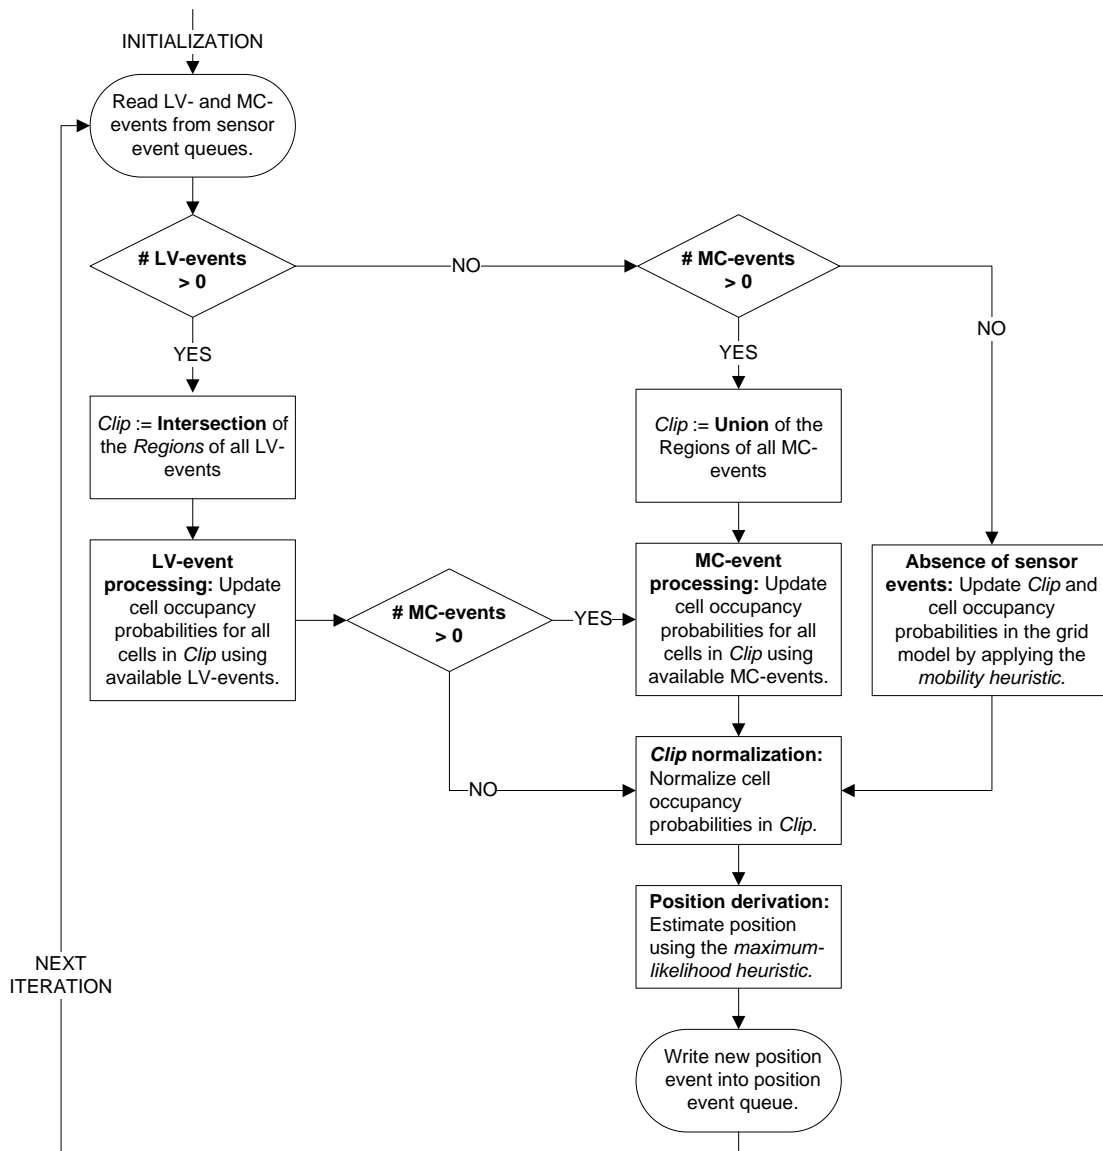 INITIALIZATION
Read LV- and MC-
events from sensor
event queues.
# LV-events
> 0
NO
# MC-events
> 0
NO
YES
YES
Clip := Intersection of
the Regions of all LV-
events
Clip := Union of the
Regions of all MC-
events
LV-event
processing: Update
cell occupancy
probabilities for all
cells in Clip using
available LV-events.
# MC-events
> 0
YES
MC-event
processing: Update
cell occupancy
probabilities for all
cells in Clip using
available MC-events.
Absence of sensor
events: Update Clip and
cell occupancy
probabilities in the grid
model by applying the
mobility heuristic.
NO
Clip normalization:
Normalize cell
occupancy
probabilities in Clip.
Position derivation:
Estimate position
using the maximum-
likelihood heuristic.
NEXT
ITERATION
Write new position
event into position
event queue.